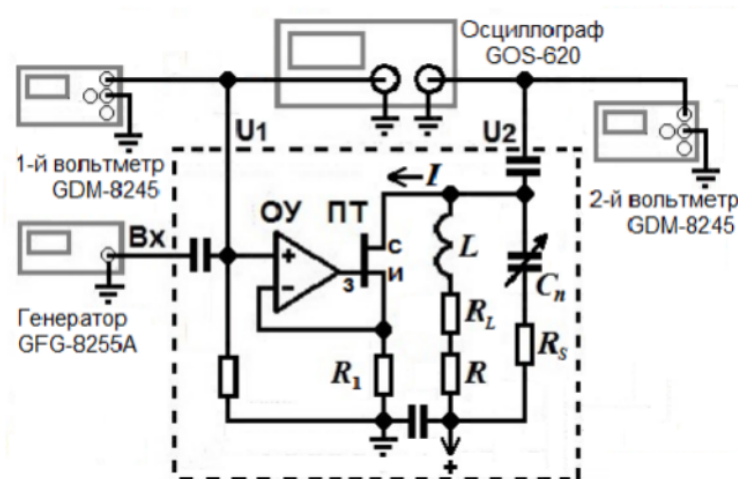 Осциллограф
GOS-620
U1
U2
1-й вольтметр
GDM-8245
I
2-й вольтметр
GDM-8245
Вх
ОУ
ПТ
+
−
с
з
и
L
Cn
Генератор
GFG-8255A
RL
RS
R1
R
+